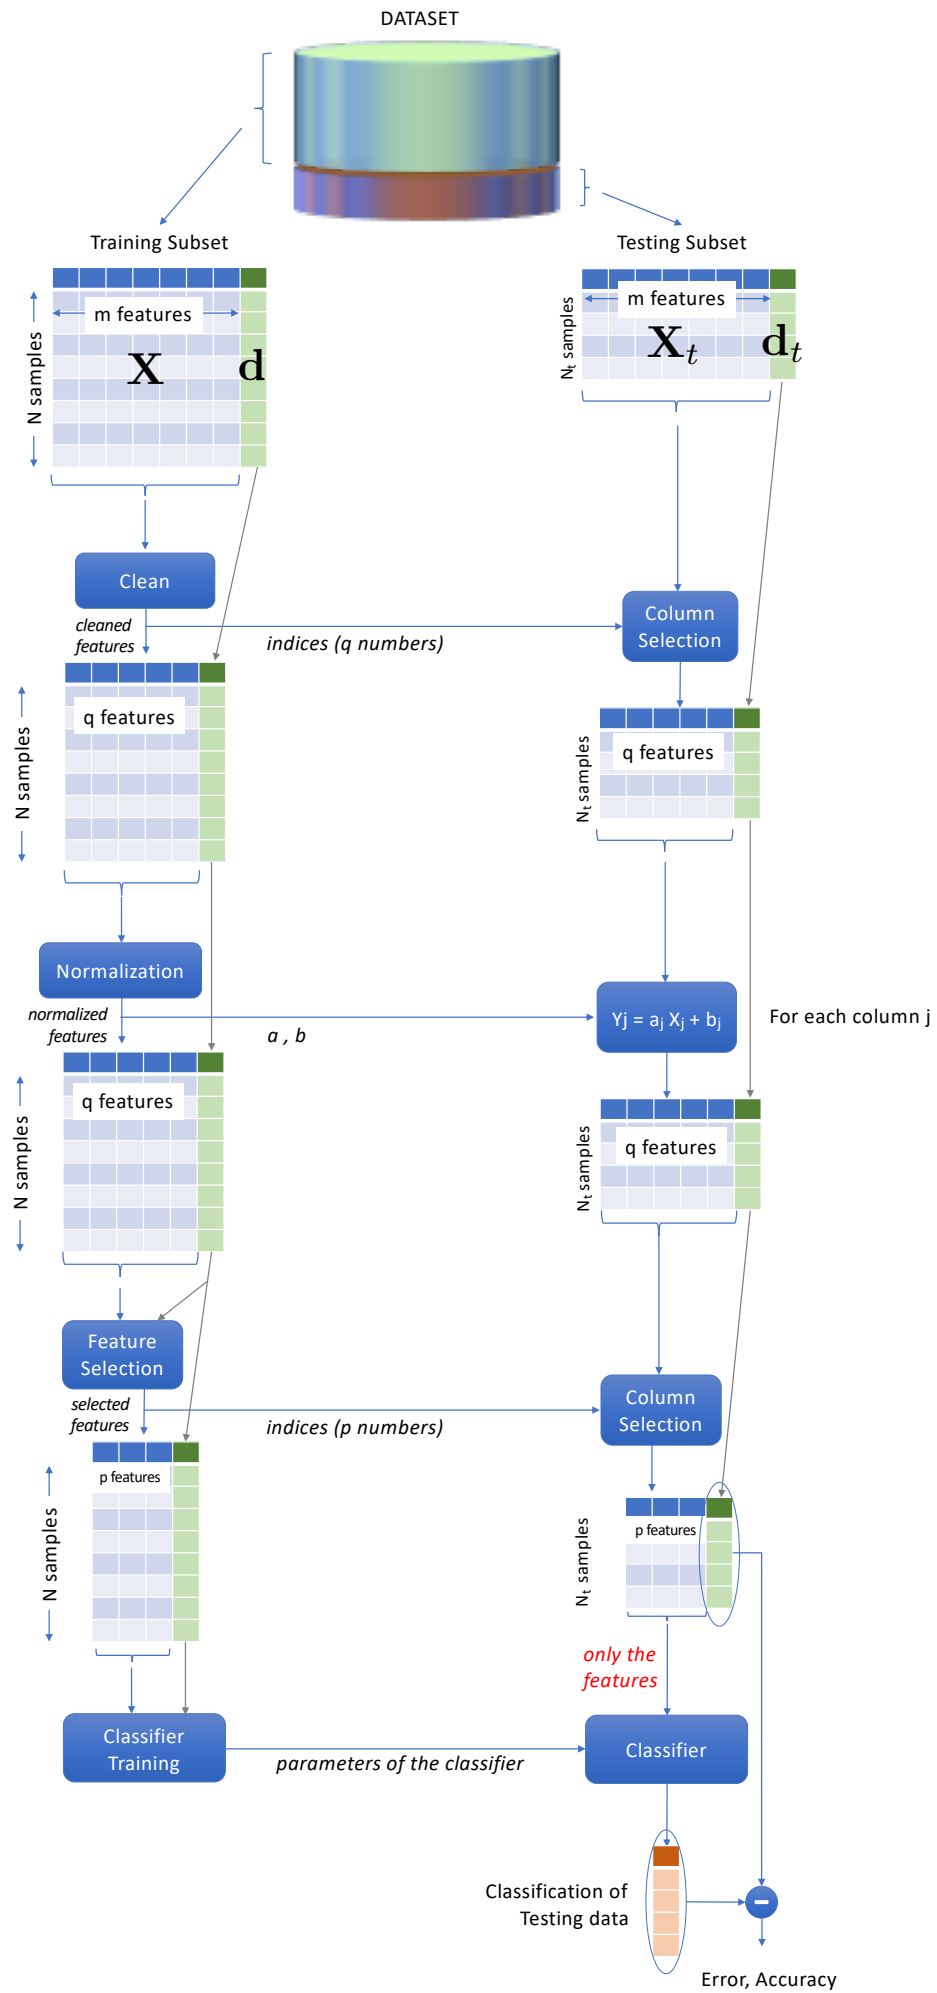 DATASET
Training Subset
Testing Subset
m features
N samples
X
d
m features
Nt samples
Xt
dt
Clean
cleaned
features
indices (q numbers)
Column
Selection
q features
N samples
q features
Nt samples
Normalization
normalized
features
a , b
Yj = aj Xj + bj
For each column j
q features
N samples
q features
Nt samples
Feature
Selection
selected
features
indices (p numbers)
Column
Selection
p features
N samples
p features
Nt samples
only the
features
Classifier
Training
parameters of the classifier
Classifier
Classification of
Testing data
−
Error, Accuracy